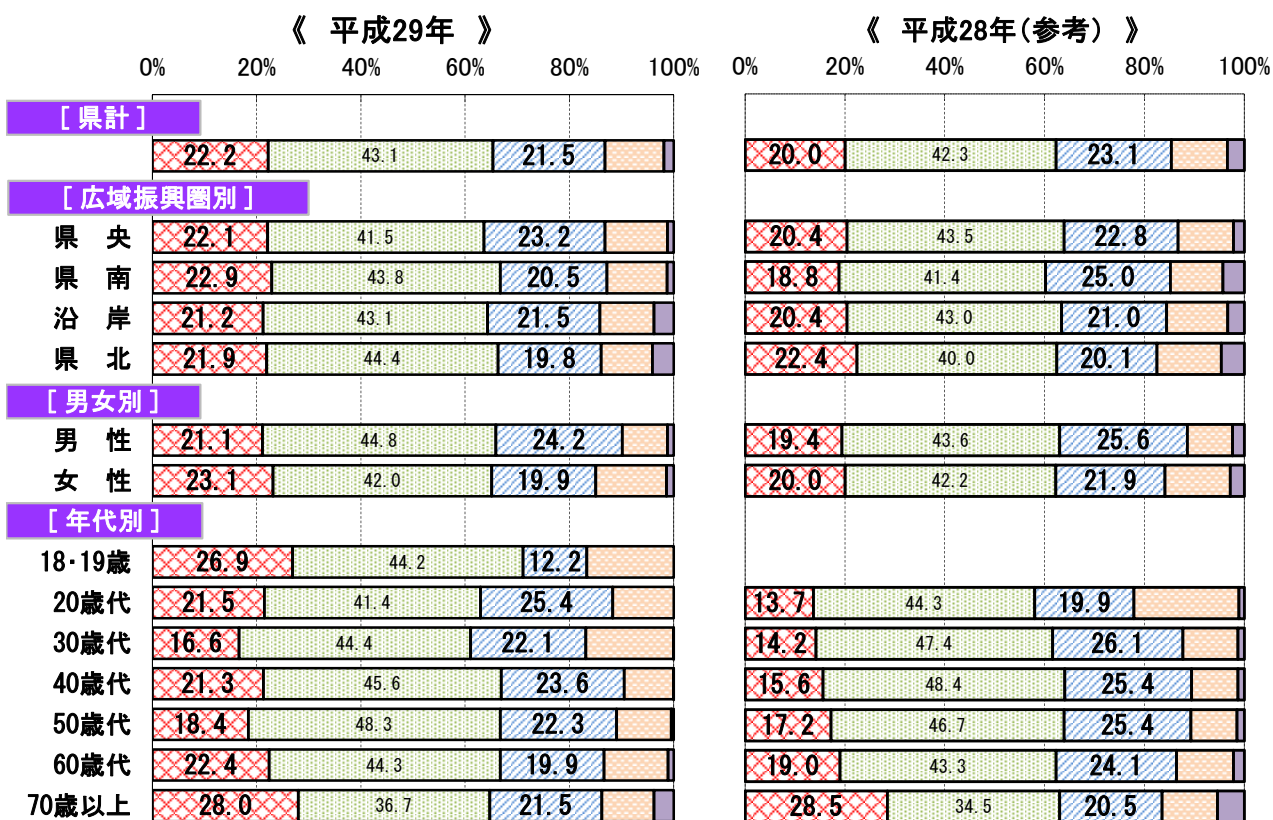 《 平成29年 》 《 平成28年(参考) 》
0% 20% 40% 60% 80% 100% 0% 20% 40% 60% 80% 100%
[ 県計 ]
22.2 43.1 21.5 20.0 42.3 23.1
[ 広域振興圏別 ]
県 央 22.1 41.5 23.2 20.4 43.5 22.8
県 南 22.9 43.8 20.5 18.8 41.4 25.0
沿 岸 21.2 43.1 21.5 20.4 43.0 21.0
県 北 21.9 44.4 19.8 22.4 40.0 20.1
[ 男女別 ]
男 性 21.1 44.8 24.2 19.4 43.6 25.6
女 性 23.1 42.0 19.9 20.0 42.2 21.9
[ 年代別 ]
18・19歳 26.9 44.2 12.2
20歳代 21.5 41.4 25.4 13.7 44.3 19.9
30歳代 16.6 44.4 22.1 14.2 47.4 26.1
40歳代 21.3 45.6 23.6 15.6 48.4 25.4
50歳代 18.4 48.3 22.3 17.2 46.7 25.4
60歳代 22.4 44.3 19.9 19.0 43.3 24.1
70歳以上 28.0 36.7 21.5 28.5 34.5 20.5